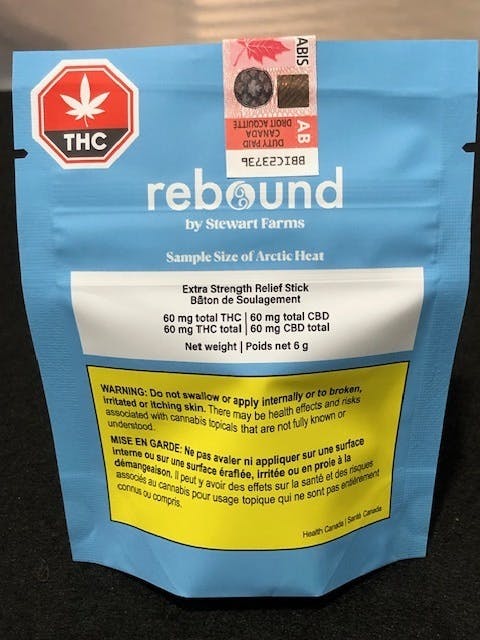 ABIS
AB
DUTY PAID
CANADA
DROIT ACQUITTÉ
BBIC23736
THC
rebound
by Stewart Farms
Sample Size of Arctic Heat
Extra Strength Relief Stick
Bâton de Soulagement
60 mg total THC | 60 mg total CBD
60 mg THC total | 60 mg CBD total
Net weight | Poids net 6 g
WARNING: Do not swallow or apply internally or to broken,
irritated or itching skin. There may be health effects and risks
associated with cannabis topicals that are not fully known or
understood.
MISE EN GARDE: Ne pas avaler ni appliquer sur une surface
interne ou sur une surface éraflée, irritée ou en proie à la
démangeaison. Il peut y avoir des effets sur la santé et des risques
associés au cannabis pour usage topique qui ne sont pas entièrement
connus ou compris.
Health Canada | Santé Canada